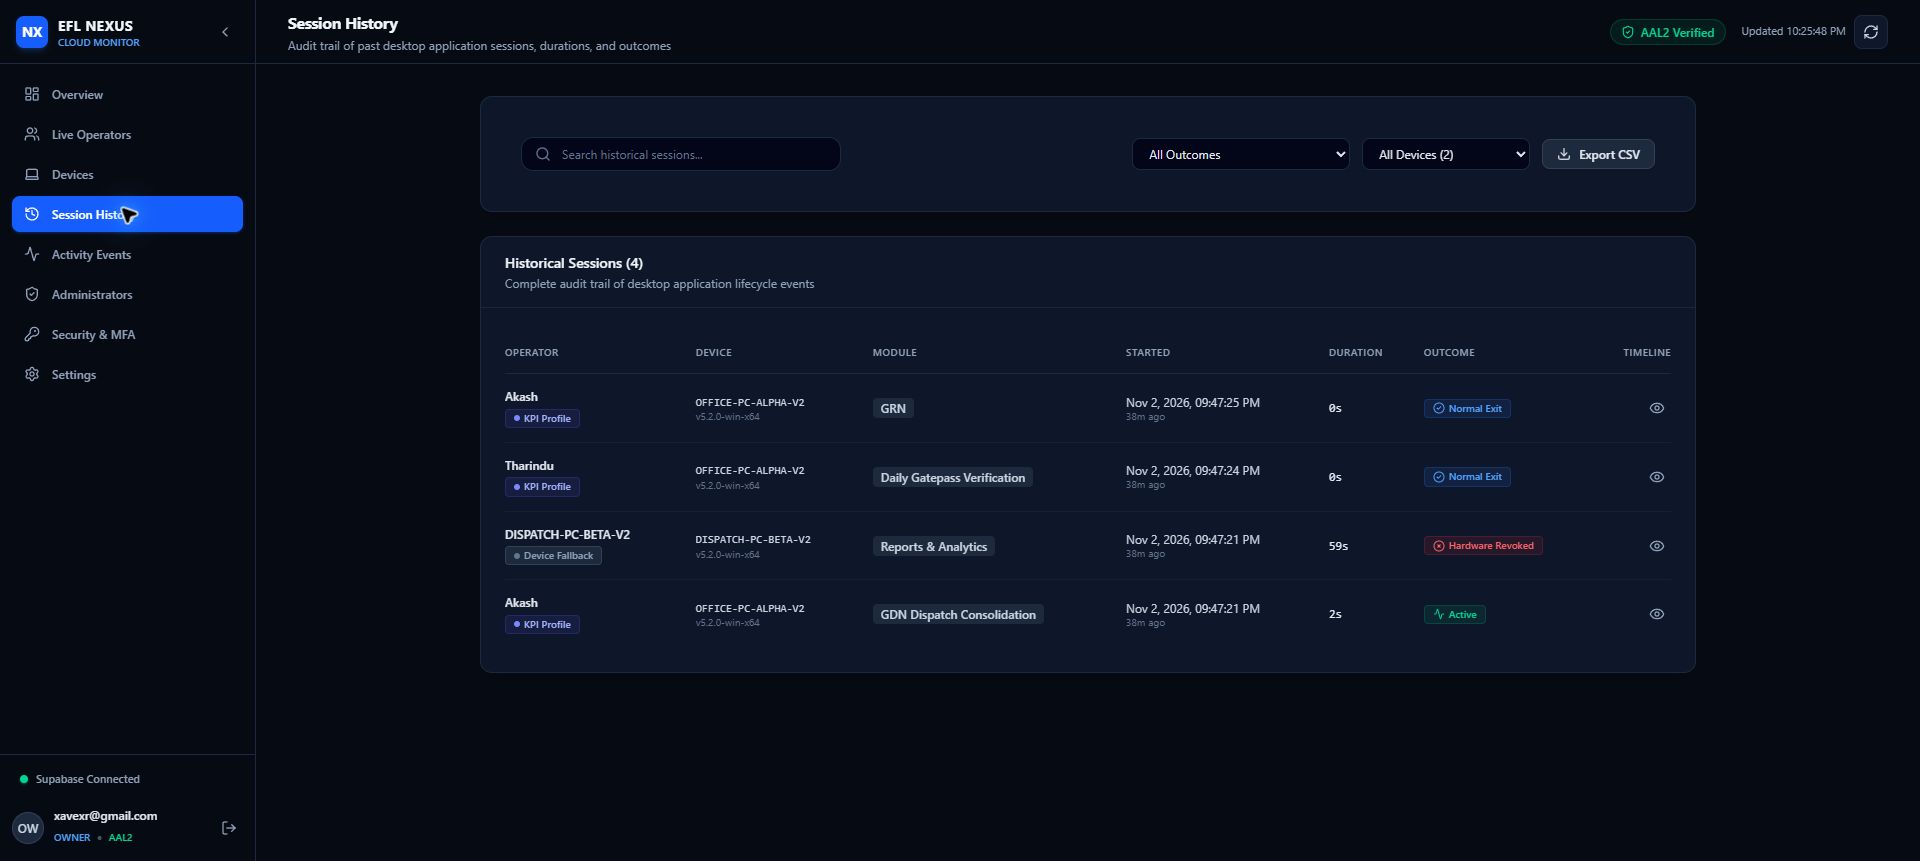 NX
EFL NEXUS
CLOUD MONITOR
Overview
Live Operators
Devices
Session Histo
Activity Events
Administrators
Security & MFA
Settings
Supabase Connected
OW
xavexr@gmail.com
OWNER • AAL2
Session History
Audit trail of past desktop application sessions, durations, and outcomes
AAL2 Verified
Updated 10:25:48 PM
Search historical sessions...
All Outcomes
All Devices (2)
Export CSV
Historical Sessions (4)
Complete audit trail of desktop application lifecycle events
OPERATOR DEVICE MODULE STARTED DURATION OUTCOME TIMELINE
Akash
KPI Profile
OFFICE-PC-ALPHA-V2
v5.2.0-win-x64
GRN
Nov 2, 2026, 09:47:25 PM
38m ago
0s
Normal Exit
Tharindu
KPI Profile
OFFICE-PC-ALPHA-V2
v5.2.0-win-x64
Daily Gatepass Verification
Nov 2, 2026, 09:47:24 PM
38m ago
0s
Normal Exit
DISPATCH-PC-BETA-V2
Device Fallback
DISPATCH-PC-BETA-V2
v5.2.0-win-x64
Reports & Analytics
Nov 2, 2026, 09:47:21 PM
38m ago
59s
Hardware Revoked
Akash
KPI Profile
OFFICE-PC-ALPHA-V2
v5.2.0-win-x64
GDN Dispatch Consolidation
Nov 2, 2026, 09:47:21 PM
38m ago
2s
Active